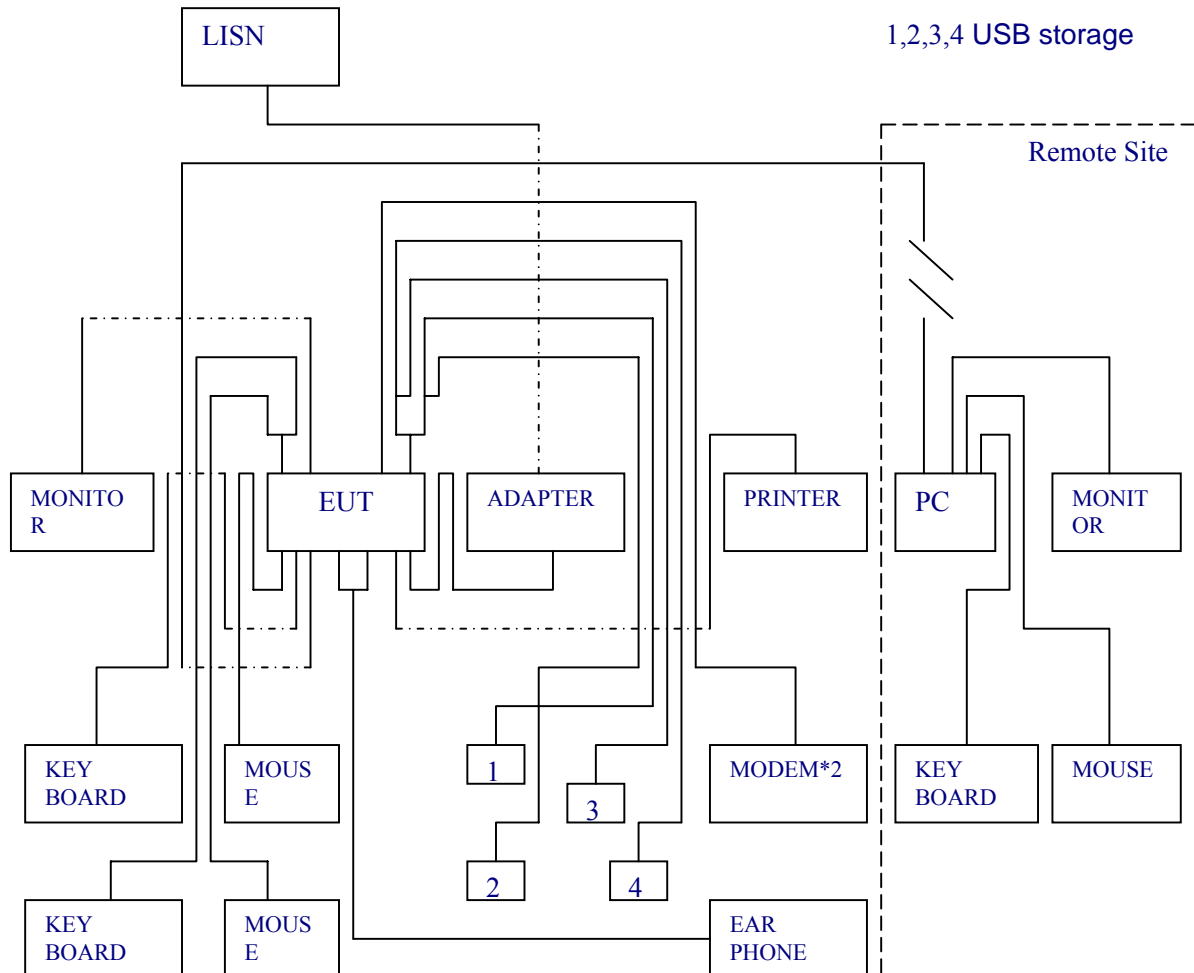 LISN
1,2,3,4 USB storage
Remote Site
MONITO
R
EUT
ADAPTER
PRINTER
PC
MONIT
OR
KEY
BOARD
MOUS
E
1
3
MODEM*2
KEY
BOARD
MOUSE
2
4
KEY
BOARD
MOUS
E
EAR
PHONE